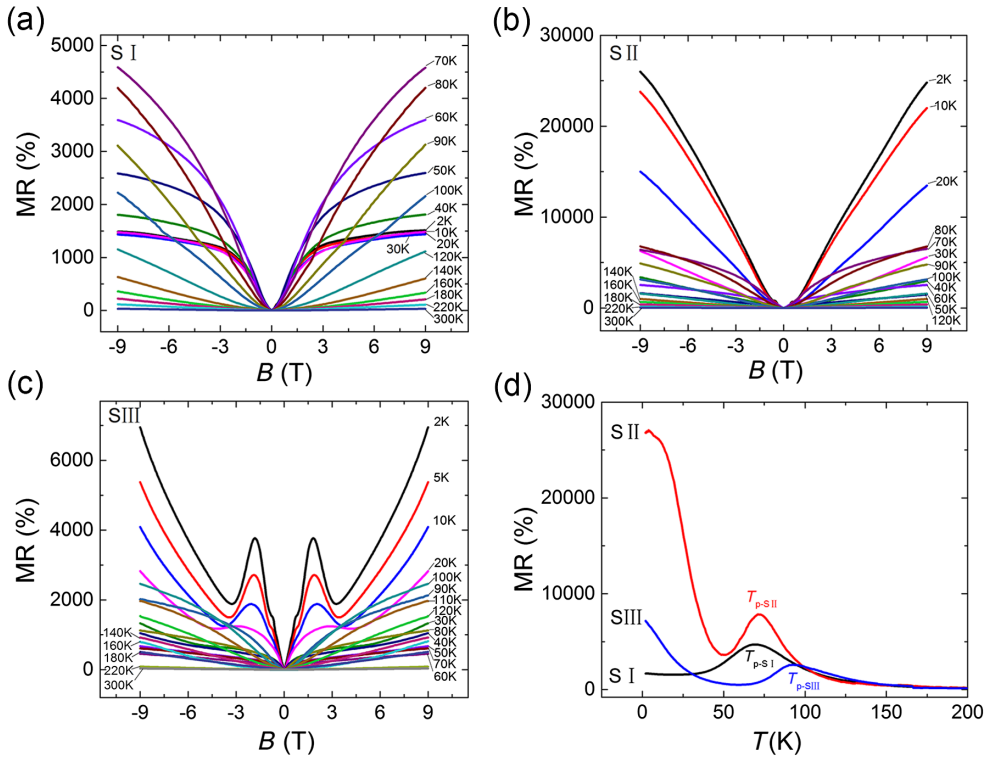 (a)
S I
5000
4000
3000
2000
1000
0
MR (%)
-9 -6 -3 0 3 6 9
B (T)
70K
80K
60K
90K
50K
100K
40K
2K
10K
30K
20K
120K
140K
160K
180K
220K
300K
(b)
S II
30000
20000
10000
0
MR (%)
-9 -6 -3 0 3 6 9
B (T)
2K
10K
20K
80K
70K
30K
90K
100K
40K
60K
50K
120K
140K
160K
180K
220K
300K
(c)
SIII
6000
4000
2000
0
MR (%)
-9 -6 -3 0 3 6 9
B (T)
2K
5K
10K
20K
100K
90K
110K
120K
30K
80K
40K
50K
70K
60K
140K
160K
180K
220K
300K
(d)
30000
20000
10000
0
MR (%)
0 50 100 150 200
T(K)
S II
SIII
S I
Tp-S II
Tp-S I
Tp-SIII